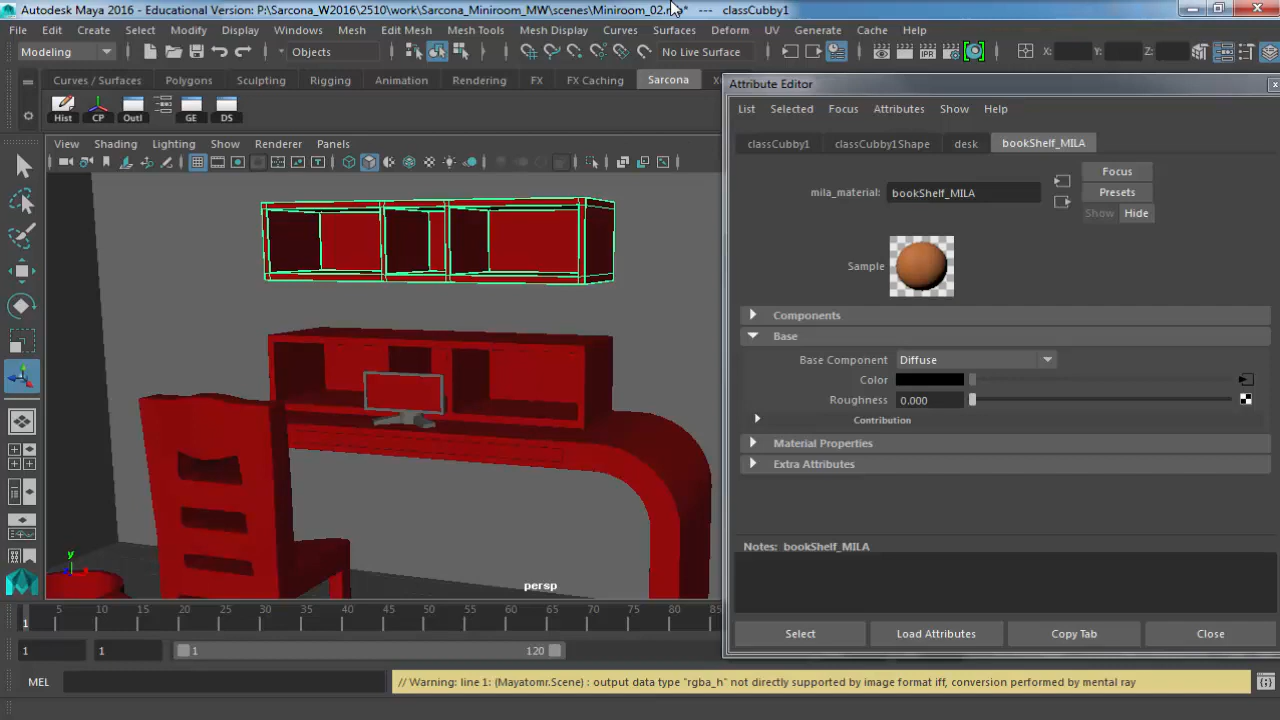 Autodesk Maya 2016 - Educational Version: P:\Sarcona_W2016\2510\work\Sarcona_Miniroom_MW\scenes\Miniroom_02.m --- classCubby1
File Edit Create Select Modify Display Windows Mesh Edit Mesh Mesh Tools Mesh Display Curves Surfaces Deform UV Generate Cache Help
Modeling Objects No Live Surface X: Y: Z:
Curves / Surfaces Polygons Sculpting Rigging Animation Rendering FX FX Caching Sarcona
Hist CP Outl GE DS
View Shading Lighting Show Renderer Panels
Attribute Editor
List Selected Focus Attributes Show Help
classCubby1 classCubby1Shape desk bookShelf_MILA
Focus
mila_material: bookShelf_MILA Presets
Show Hide
Sample
Components
Base
Base Component Diffuse
Color
Roughness 0.000
Contribution
Material Properties
Extra Attributes
Notes: bookShelf_MILA
Select Load Attributes Copy Tab Close
y
persp
5 10 15 20 25 30 35 40 45 50 55 60 65 70 75 80 85
1
1 1 1 120
MEL // Warning: line 1: (Mayatomr.Scene) : output data type "rgba_h" not directly supported by image format iff, conversion performed by mental ray